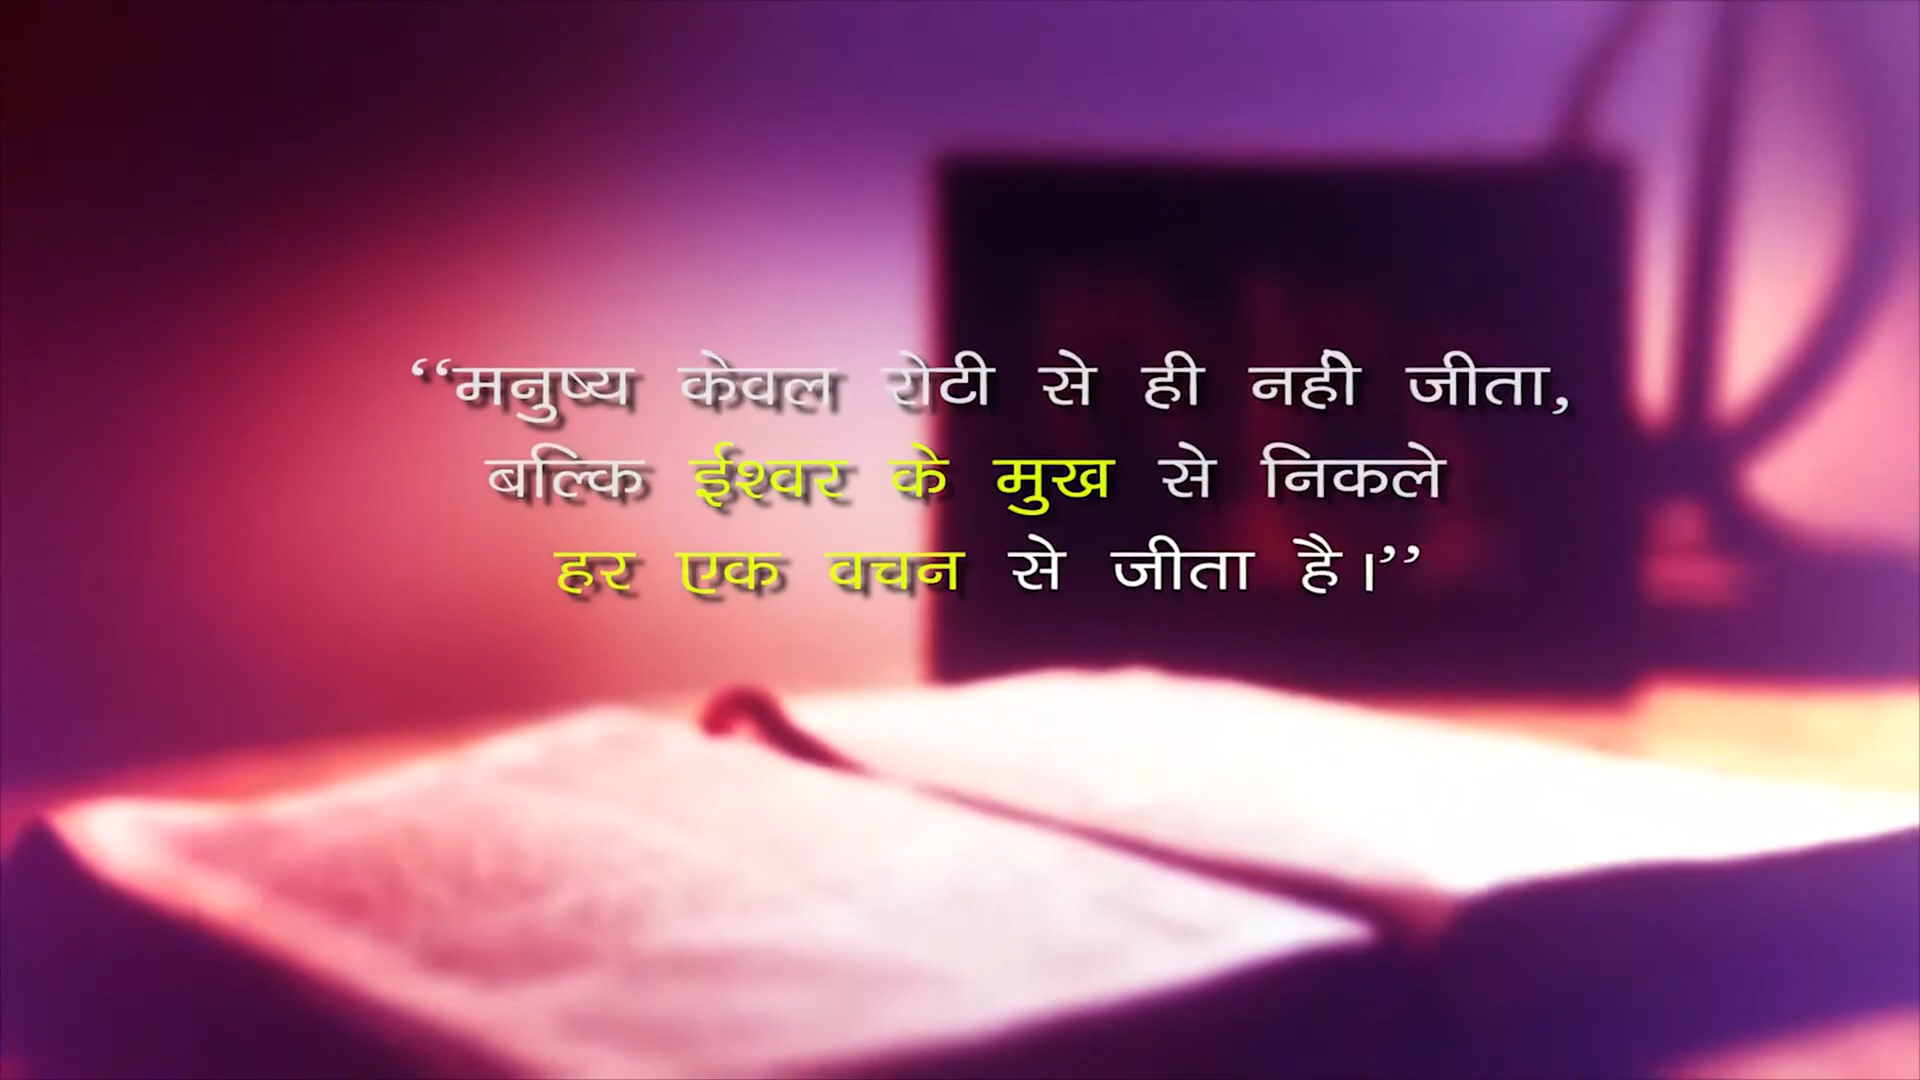 ‘‘मनुष्य केवल रोटी से ही नहीं जीता,
बल्कि ईश्वर के मुख से निकले
हर एक वचन से जीता है।’’